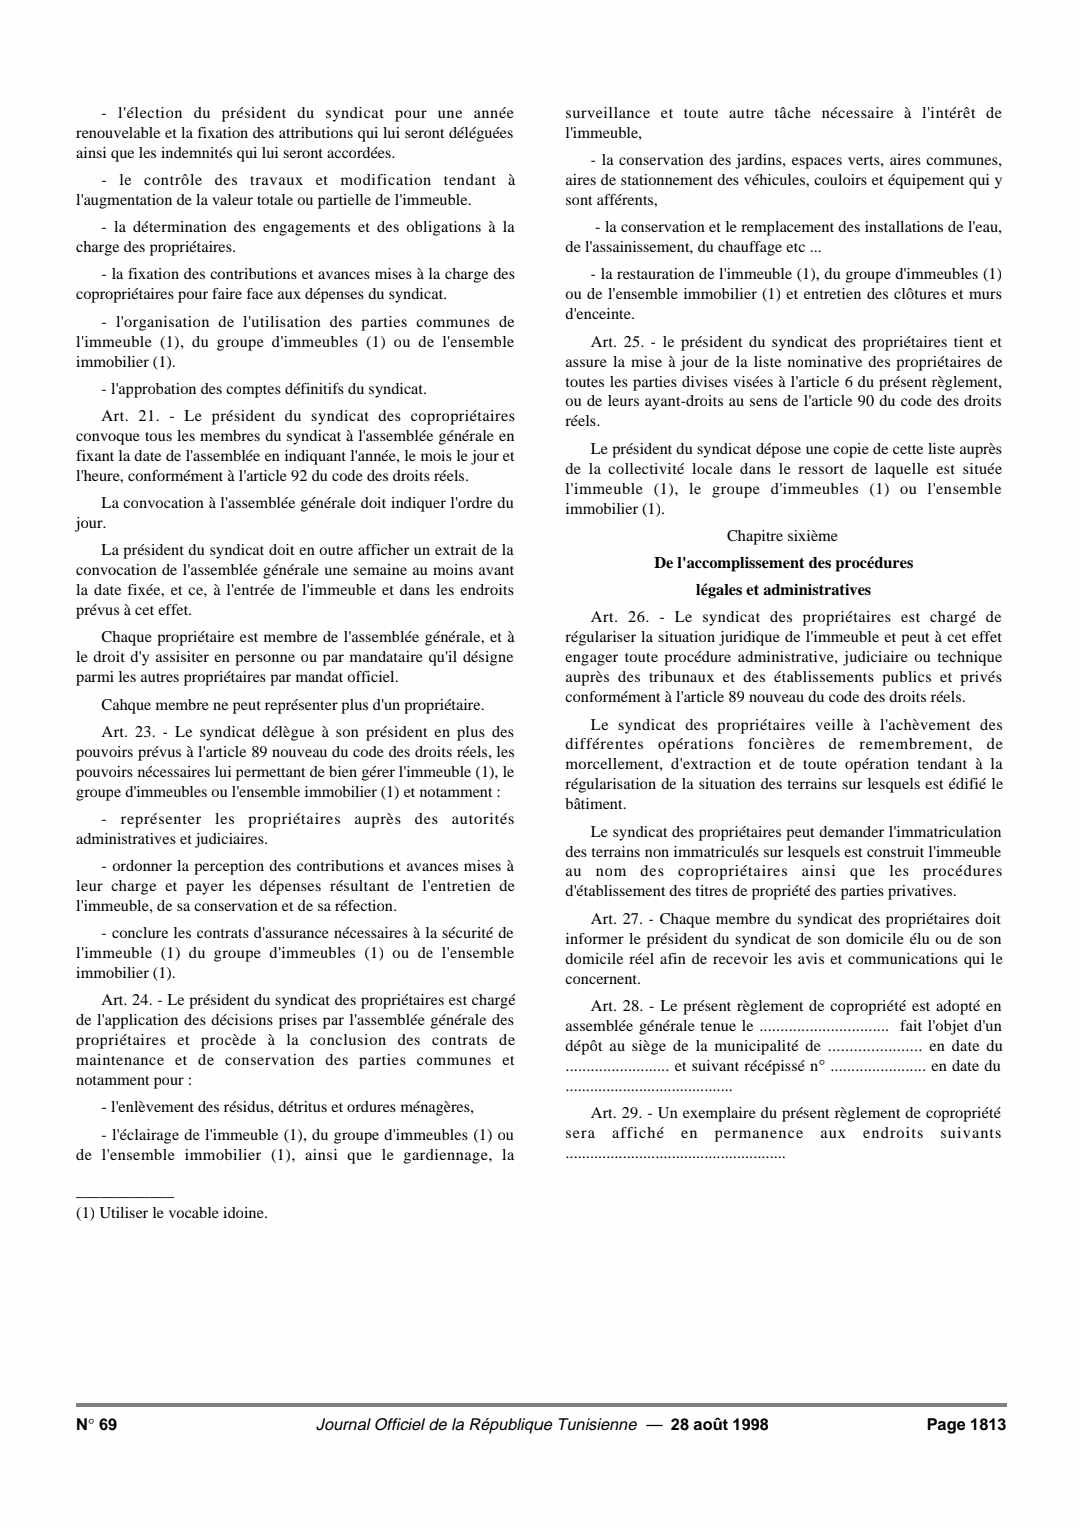 - l'élection du président du syndicat pour une année
renouvelable et la fixation des attributions qui lui seront déléguées
ainsi que les indemnités qui lui seront accordées.
- le contrôle des travaux et modification tendant à
l'augmentation de la valeur totale ou partielle de l'immeuble.
- la détermination des engagements et des obligations à la
charge des propriétaires.
- la fixation des contributions et avances mises à la charge des
copropriétaires pour faire face aux dépenses du syndicat.
- l'organisation de l'utilisation des parties communes de
l'immeuble (1), du groupe d'immeubles (1) ou de l'ensemble
immobilier (1).
- l'approbation des comptes définitifs du syndicat.
Art. 21. - Le président du syndicat des copropriétaires
convoque tous les membres du syndicat à l'assemblée générale en
fixant la date de l'assemblée en indiquant l'année, le mois le jour et
l'heure, conformément à l'article 92 du code des droits réels.
La convocation à l'assemblée générale doit indiquer l'ordre du
jour.
La président du syndicat doit en outre afficher un extrait de la
convocation de l'assemblée générale une semaine au moins avant
la date fixée, et ce, à l'entrée de l'immeuble et dans les endroits
prévus à cet effet.
Chaque propriétaire est membre de l'assemblée générale, et à
le droit d'y assisiter en personne ou par mandataire qu'il désigne
parmi les autres propriétaires par mandat officiel.
Cahque membre ne peut représenter plus d'un propriétaire.
Art. 23. - Le syndicat délègue à son président en plus des
pouvoirs prévus à l'article 89 nouveau du code des droits réels, les
pouvoirs nécessaires lui permettant de bien gérer l'immeuble (1), le
groupe d'immeubles ou l'ensemble immobilier (1) et notamment :
- représenter les propriétaires auprès des autorités
administratives et judiciaires.
- ordonner la perception des contributions et avances mises à
leur charge et payer les dépenses résultant de l'entretien de
l'immeuble, de sa conservation et de sa réfection.
- conclure les contrats d'assurance nécessaires à la sécurité de
l'immeuble (1) du groupe d'immeubles (1) ou de l'ensemble
immobilier (1).
Art. 24. - Le président du syndicat des propriétaires est chargé
de l'application des décisions prises par l'assemblée générale des
propriétaires et procède à la conclusion des contrats de
maintenance et de conservation des parties communes et
notamment pour :
- l'enlèvement des résidus, détritus et ordures ménagères,
- l'éclairage de l'immeuble (1), du groupe d'immeubles (1) ou
de l'ensemble immobilier (1), ainsi que le gardiennage, la
(1) Utiliser le vocable idoine.
surveillance et toute autre tâche nécessaire à l'intérêt de
l'immeuble,
- la conservation des jardins, espaces verts, aires communes,
aires de stationnement des véhicules, couloirs et équipement qui y
sont afférents,
- la conservation et le remplacement des installations de l'eau,
de l'assainissement, du chauffage etc ...
- la restauration de l'immeuble (1), du groupe d'immeubles (1)
ou de l'ensemble immobilier (1) et entretien des clôtures et murs
d'enceinte.
Art. 25. - le président du syndicat des propriétaires tient et
assure la mise à jour de la liste nominative des propriétaires de
toutes les parties divises visées à l'article 6 du présent règlement,
ou de leurs ayant-droits au sens de l'article 90 du code des droits
réels.
Le président du syndicat dépose une copie de cette liste auprès
de la collectivité locale dans le ressort de laquelle est située
l'immeuble (1), le groupe d'immeubles (1) ou l'ensemble
immobilier (1).
Chapitre sixième
De l'accomplissement des procédures
légales et administratives
Art. 26. - Le syndicat des propriétaires est chargé de
régulariser la situation juridique de l'immeuble et peut à cet effet
engager toute procédure administrative, judiciaire ou technique
auprès des tribunaux et des établissements publics et privés
conformément à l'article 89 nouveau du code des droits réels.
Le syndicat des propriétaires veille à l'achèvement des
différentes opérations foncières de remembrement, de
morcellement, d'extraction et de toute opération tendant à la
régularisation de la situation des terrains sur lesquels est édifié le
bâtiment.
Le syndicat des propriétaires peut demander l'immatriculation
des terrains non immatriculés sur lesquels est construit l'immeuble
au nom des copropriétaires ainsi que les procédures
d'établissement des titres de propriété des parties privatives.
Art. 27. - Chaque membre du syndicat des propriétaires doit
informer le président du syndicat de son domicile élu ou de son
domicile réel afin de recevoir les avis et communications qui le
concernent.
Art. 28. - Le présent règlement de copropriété est adopté en
assemblée générale tenue le ............................... fait l'objet d'un
dépôt au siège de la municipalité de ...................... en date du
......................... et suivant récépissé n° ....................... en date du
........................................
Art. 29. - Un exemplaire du présent règlement de copropriété
sera affiché en permanence aux endroits suivants
.....................................................
N° 69 Journal Officiel de la République Tunisienne — 28 août 1998 Page 1813